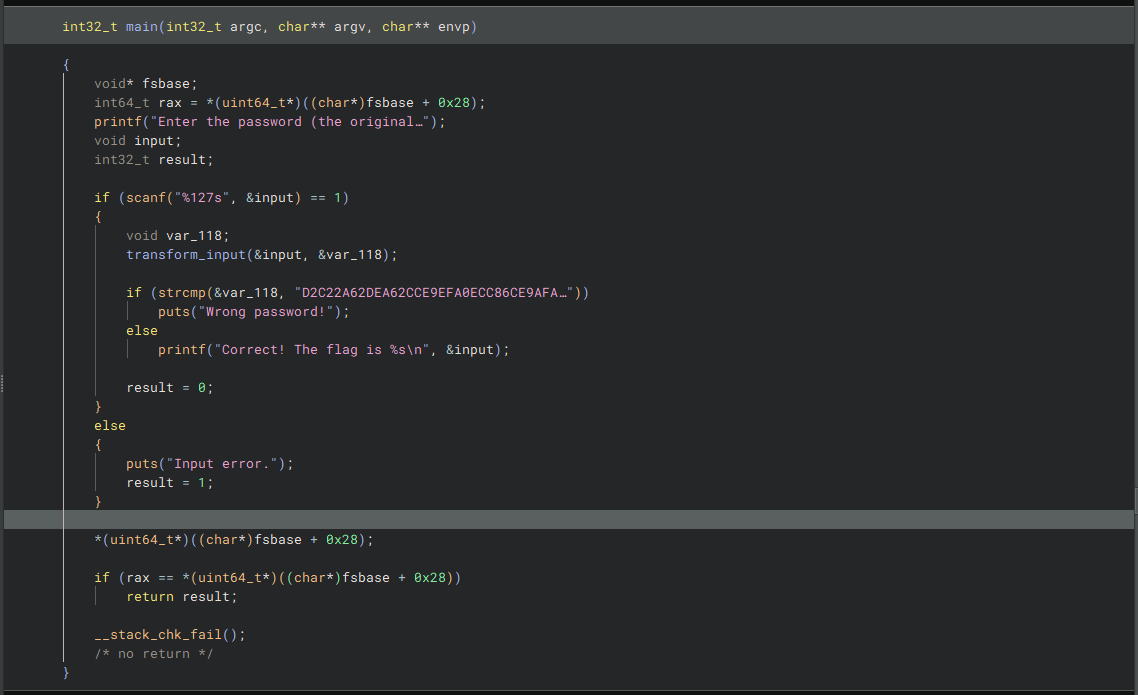 int32_t main(int32_t argc, char** argv, char** envp)
{
void* fsbase;
int64_t rax = *(uint64_t*)((char*)fsbase + 0x28);
printf("Enter the password (the original…");
void input;
int32_t result;
if (scanf("%127s", &input) == 1)
{
void var_118;
transform_input(&input, &var_118);
if (strcmp(&var_118, "D2C22A62DEA62CCE9EFA0ECC86CE9AFA…"))
puts("Wrong password!");
else
printf("Correct! The flag is %s\n", &input);
result = 0;
}
else
{
puts("Input error.");
result = 1;
}
*(uint64_t*)((char*)fsbase + 0x28);
if (rax == *(uint64_t*)((char*)fsbase + 0x28))
return result;
__stack_chk_fail();
/* no return */
}